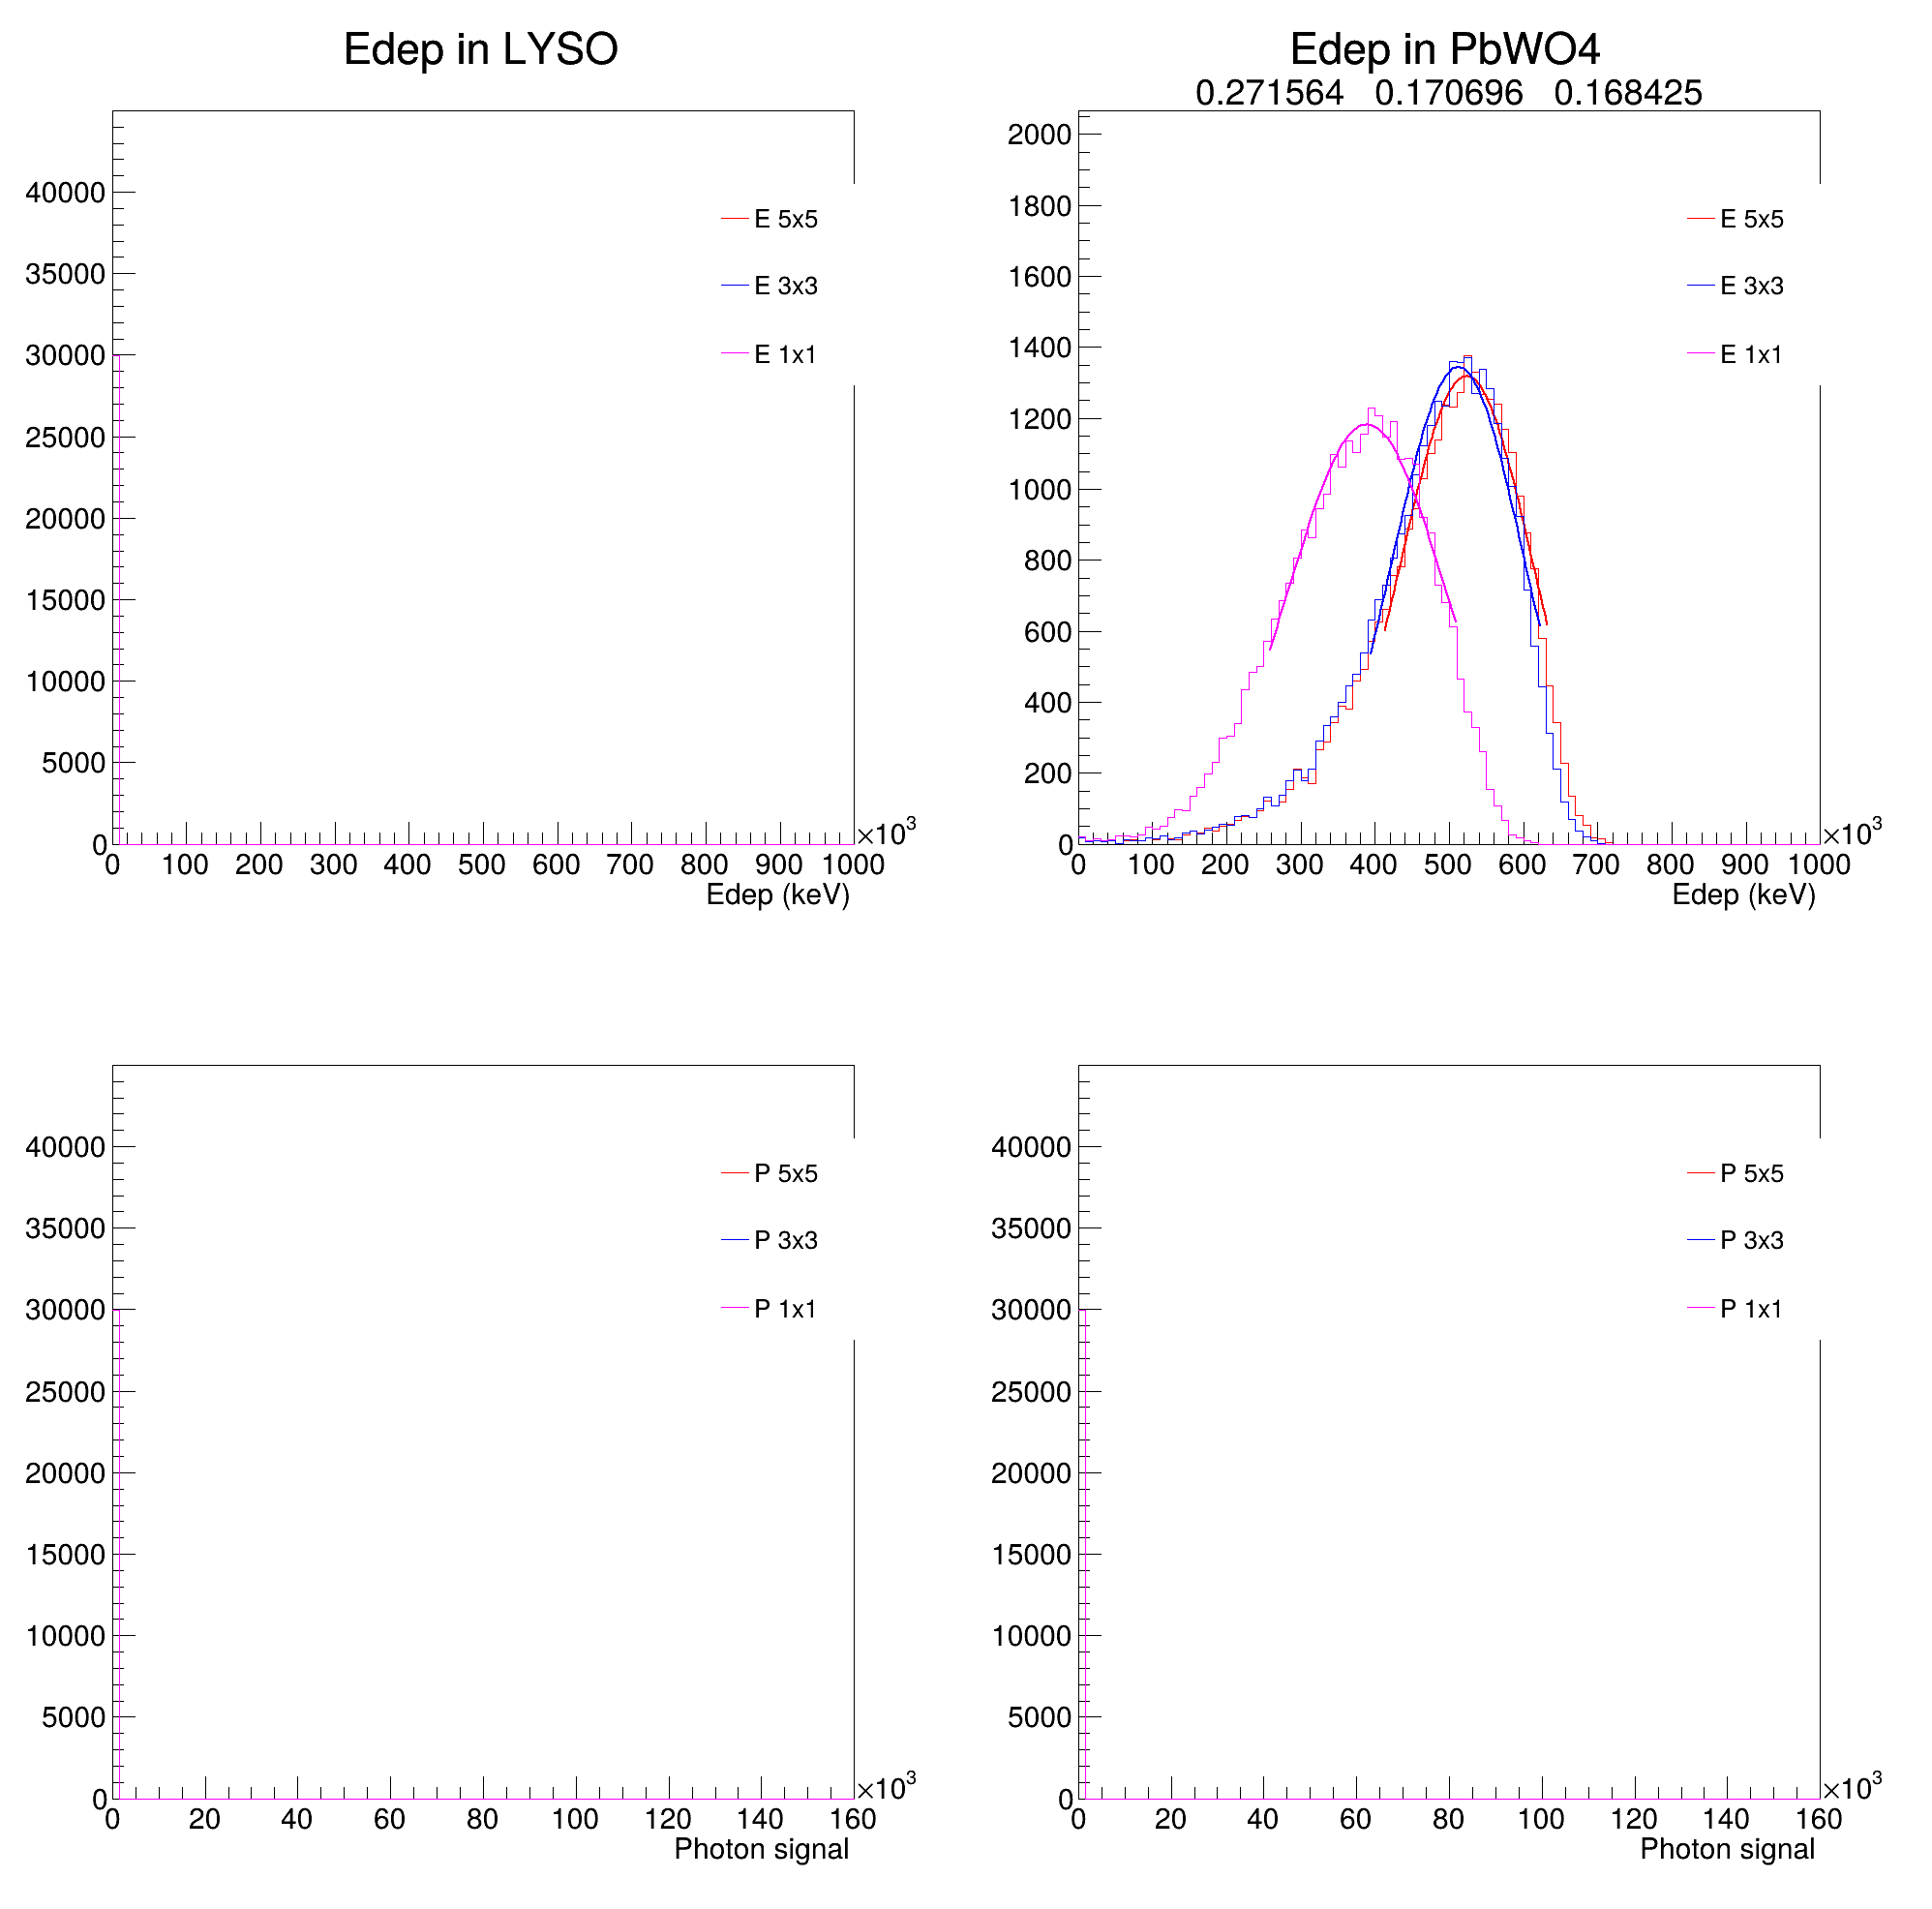 Edep in LYSO
40000
35000
30000
25000
20000
15000
10000
5000
0
E 5x5
E 3x3
E 1x1
0 100 200 300 400 500 600 700 800 900 1000
×10³
Edep (keV)
Edep in PbWO4
0.271564 0.170696 0.168425
2000
1800
1600
1400
1200
1000
800
600
400
200
0
E 5x5
E 3x3
E 1x1
0 100 200 300 400 500 600 700 800 900 1000
×10³
Edep (keV)
40000
35000
30000
25000
20000
15000
10000
5000
0
P 5x5
P 3x3
P 1x1
0 20 40 60 80 100 120 140 160
×10³
Photon signal
40000
35000
30000
25000
20000
15000
10000
5000
0
P 5x5
P 3x3
P 1x1
0 20 40 60 80 100 120 140 160
×10³
Photon signal